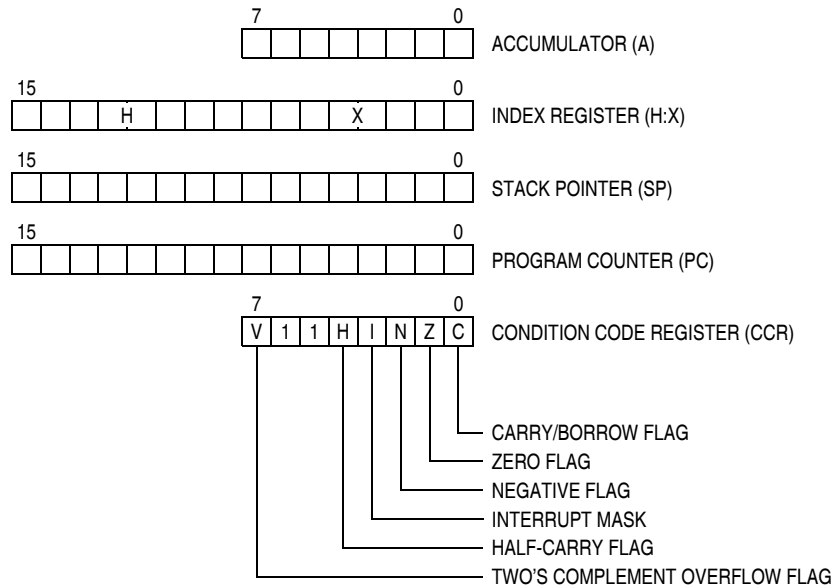 7 0
ACCUMULATOR (A)
15 0
H X INDEX REGISTER (H:X)
15 0
STACK POINTER (SP)
15 0
PROGRAM COUNTER (PC)
7 0
V 1 1 H I N Z C CONDITION CODE REGISTER (CCR)
CARRY/BORROW FLAG
ZERO FLAG
NEGATIVE FLAG
INTERRUPT MASK
HALF-CARRY FLAG
TWO'S COMPLEMENT OVERFLOW FLAG